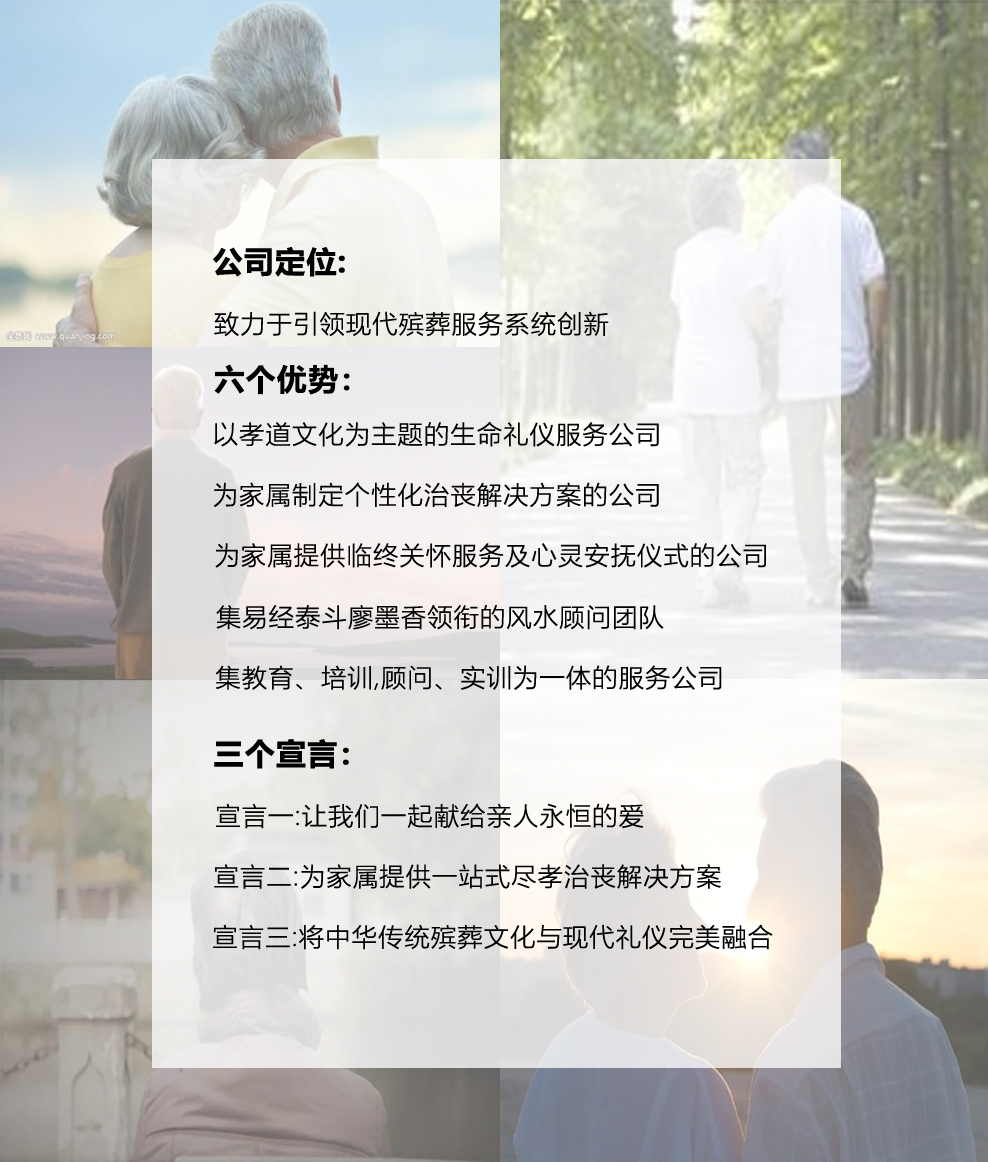 全景网 www.quanjing.com
公司定位:
致力于引领现代殡葬服务系统创新
六个优势：
以孝道文化为主题的生命礼仪服务公司
为家属制定个性化治丧解决方案的公司
为家属提供临终关怀服务及心灵安抚仪式的公司
集易经泰斗廖墨香领衔的风水顾问团队
集教育、培训,顾问、实训为一体的服务公司
三个宣言：
宣言一:让我们一起献给亲人永恒的爱
宣言二:为家属提供一站式尽孝治丧解决方案
宣言三:将中华传统殡葬文化与现代礼仪完美融合